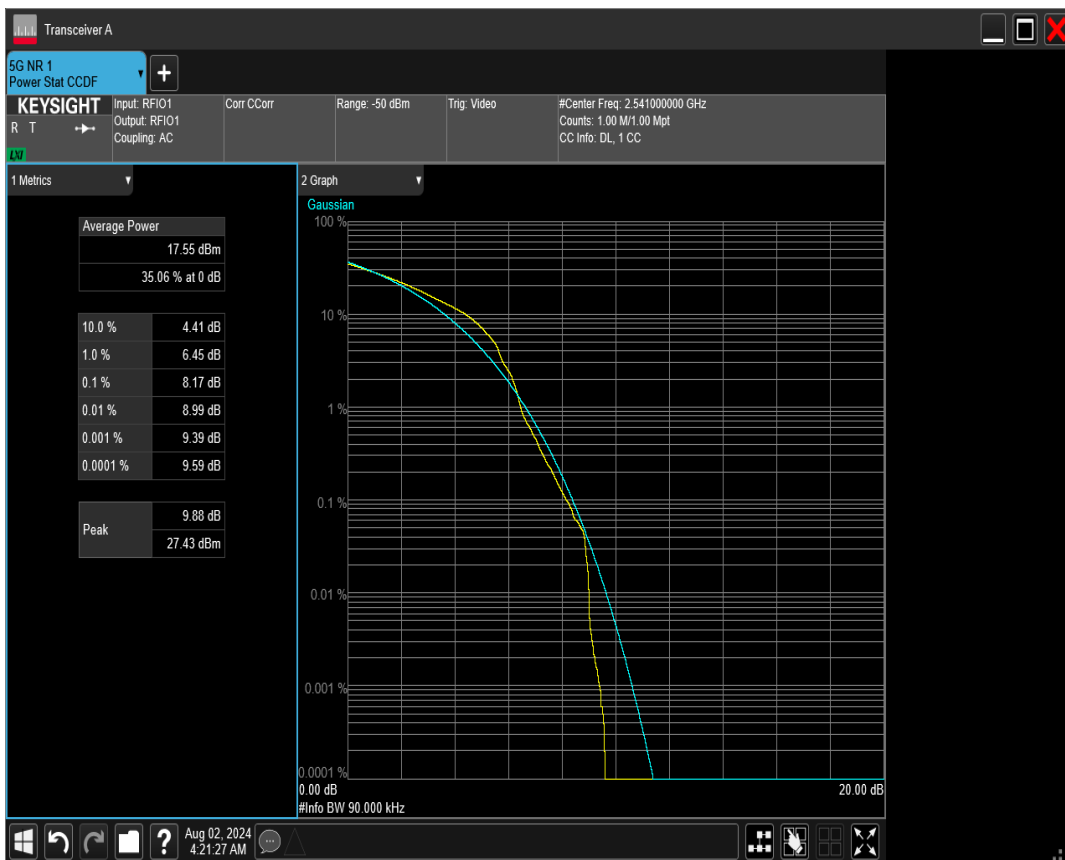 Transceiver A
5G NR 1
Power Stat CCDF
KEYSIGHT
R T
LXI
Input: RFIO1
Output: RFIO1
Coupling: AC
Corr CCorr
Range: -50 dBm
Trig: Video
#Center Freq: 2.541000000 GHz
Counts: 1.00 M/1.00 Mpt
CC Info: DL, 1 CC
1 Metrics
Average Power
17.55 dBm
35.06 % at 0 dB
10.0 % 4.41 dB
1.0 % 6.45 dB
0.1 % 8.17 dB
0.01 % 8.99 dB
0.001 % 9.39 dB
0.0001 % 9.59 dB
Peak
9.88 dB
27.43 dBm
2 Graph
Gaussian
100 %
10 %
1 %
0.1 %
0.01 %
0.001 %
0.0001 %
0.00 dB 20.00 dB
#Info BW 90.000 kHz
?
Aug 02, 2024
4:21:27 AM